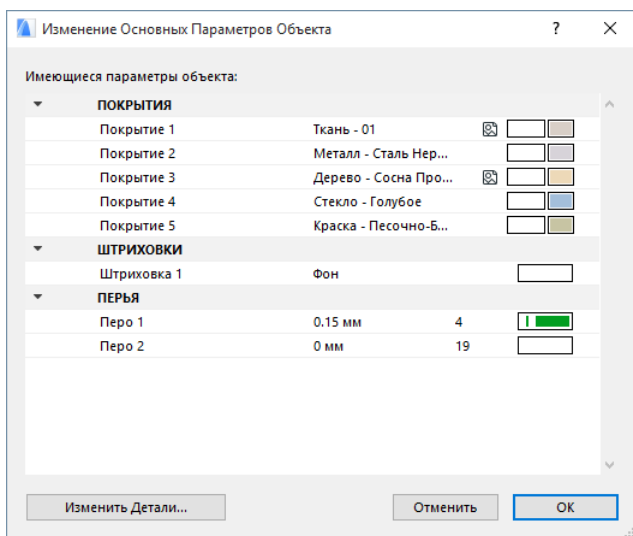 Изменение Основных Параметров Объекта ?
Имеющиеся параметры объекта:
ПОКРЫТИЯ
Покрытие 1 Ткань - 01
Покрытие 2 Металл - Сталь Нер...
Покрытие 3 Дерево - Сосна Про...
Покрытие 4 Стекло - Голубое
Покрытие 5 Краска - Песочно-Б...
ШТРИХОВКИ
Штриховка 1 Фон
ПЕРЬЯ
Перо 1 0.15 мм 4
Перо 2 0 мм 19
Изменить Детали... Отменить OK